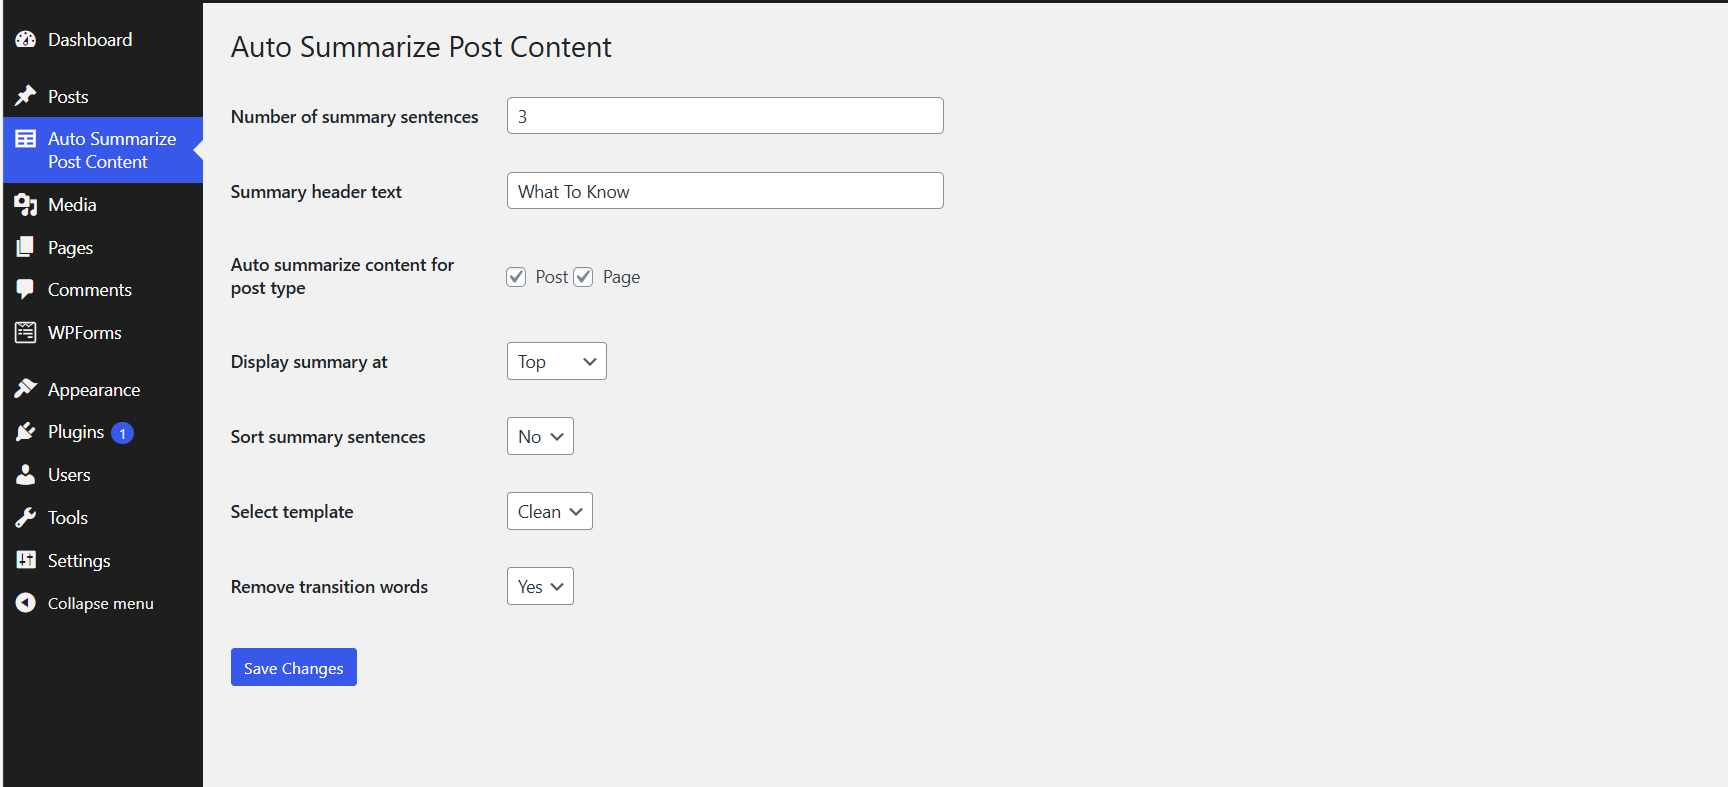 Dashboard
Posts
Auto Summarize
Post Content
Media
Pages
Comments
WPForms
Appearance
Plugins 1
Users
Tools
Settings
Collapse menu
Auto Summarize Post Content
Number of summary sentences 3
Summary header text What To Know
Auto summarize content for
post type
Post Page
Display summary at Top
Sort summary sentences No
Select template Clean
Remove transition words Yes
Save Changes